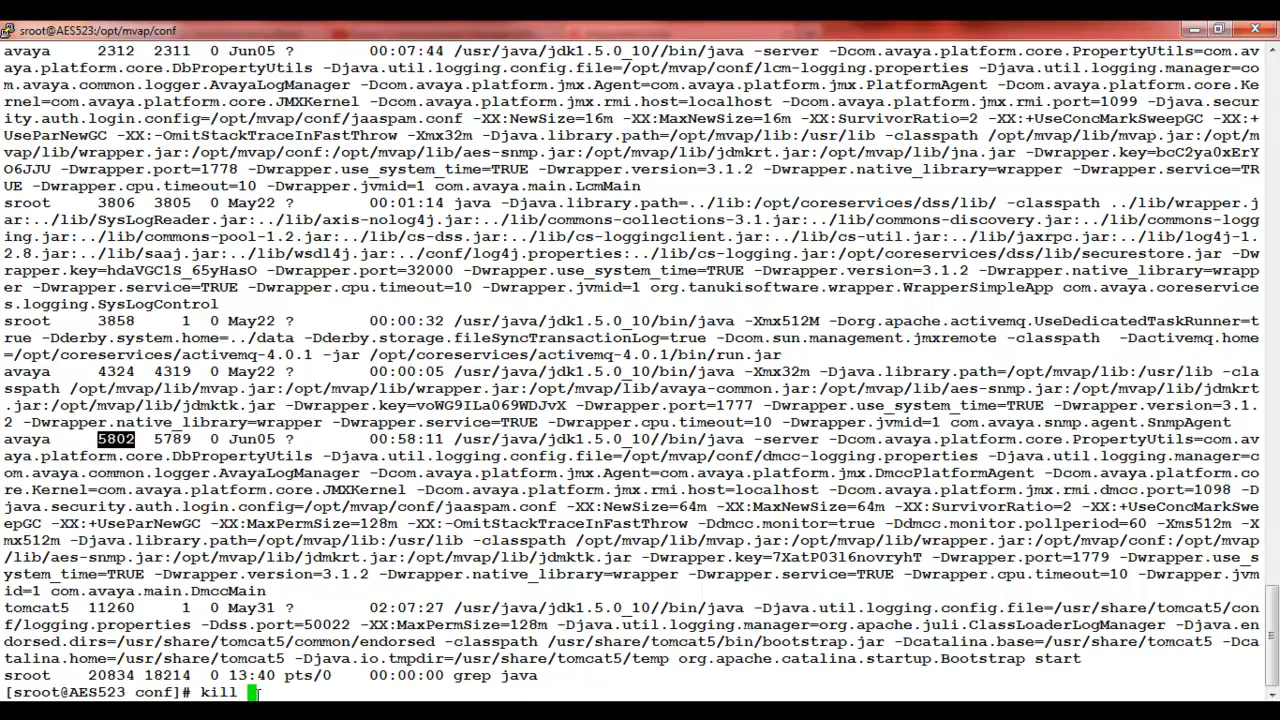 sroot@AES523:/opt/mvap/conf
avaya     2312  2311  0 Jun05 ?        00:07:44 /usr/java/jdk1.5.0_10//bin/java -server -Dcom.avaya.platform.core.PropertyUtils=com.av
aya.platform.core.DbPropertyUtils -Djava.util.logging.config.file=/opt/mvap/conf/lcm-logging.properties -Djava.util.logging.manager=co
m.avaya.common.logger.AvayaLogManager -Dcom.avaya.platform.jmx.Agent=com.avaya.platform.jmx.PlatformAgent -Dcom.avaya.platform.core.Ke
rnel=com.avaya.platform.core.JMXKernel -Dcom.avaya.platform.jmx.rmi.host=localhost -Dcom.avaya.platform.jmx.rmi.port=1099 -Djava.secur
ity.auth.login.config=/opt/mvap/conf/jaaspam.conf -XX:NewSize=16m -XX:MaxNewSize=16m -XX:SurvivorRatio=2 -XX:+UseConcMarkSweepGC -XX:+
UseParNewGC -XX:-OmitStackTraceInFastThrow -Xmx32m -Djava.library.path=/opt/mvap/lib:/usr/lib -classpath /opt/mvap/lib/mvap.jar:/opt/m
vap/lib/wrapper.jar:/opt/mvap/conf:/opt/mvap/lib/aes-snmp.jar:/opt/mvap/lib/jdmkrt.jar:/opt/mvap/lib/jna.jar -Dwrapper.key=bcC2ya0xErY
O6JJU -Dwrapper.port=1778 -Dwrapper.use_system_time=TRUE -Dwrapper.version=3.1.2 -Dwrapper.native_library=wrapper -Dwrapper.service=TR
UE -Dwrapper.cpu.timeout=10 -Dwrapper.jvmid=1 com.avaya.main.LcmMain
sroot     3806  3805  0 May22 ?        00:01:14 java -Djava.library.path=../lib:/opt/coreservices/dss/lib/ -classpath ../lib/wrapper.j
ar:../lib/SysLogReader.jar:../lib/axis-nolog4j.jar:../lib/commons-collections-3.1.jar:../lib/commons-discovery.jar:../lib/commons-logg
ing.jar:../lib/commons-pool-1.2.jar:../lib/cs-dss.jar:../lib/cs-loggingclient.jar:../lib/cs-util.jar:../lib/jaxrpc.jar:../lib/log4j-1.
2.8.jar:../lib/saaj.jar:../lib/wsdl4j.jar:../conf/log4j.properties:../lib/cs-logging.jar:/opt/coreservices/dss/lib/securestore.jar -Dw
rapper.key=hdaVGC1S_65yHasO -Dwrapper.port=32000 -Dwrapper.use_system_time=TRUE -Dwrapper.version=3.1.2 -Dwrapper.native_library=wrapp
er -Dwrapper.service=TRUE -Dwrapper.cpu.timeout=10 -Dwrapper.jvmid=1 org.tanukisoftware.wrapper.WrapperSimpleApp com.avaya.coreservice
s.logging.SysLogControl
sroot     3858     1  0 May22 ?        00:00:32 /usr/java/jdk1.5.0_10/bin/java -Xmx512M -Dorg.apache.activemq.UseDedicatedTaskRunner=t
rue -Dderby.system.home=../data -Dderby.storage.fileSyncTransactionLog=true -Dcom.sun.management.jmxremote -classpath  -Dactivemq.home
=/opt/coreservices/activemq-4.0.1 -jar /opt/coreservices/activemq-4.0.1/bin/run.jar
avaya     4324  4319  0 May22 ?        00:00:05 /usr/java/jdk1.5.0_10/bin/java -Xmx32m -Djava.library.path=/opt/mvap/lib:/usr/lib -cla
sspath /opt/mvap/lib/mvap.jar:/opt/mvap/lib/wrapper.jar:/opt/mvap/lib/avaya-common.jar:/opt/mvap/lib/aes-snmp.jar:/opt/mvap/lib/jdmkrt
.jar:/opt/mvap/lib/jdmktk.jar -Dwrapper.key=voWG9ILa069WDJvX -Dwrapper.port=1777 -Dwrapper.use_system_time=TRUE -Dwrapper.version=3.1.
2 -Dwrapper.native_library=wrapper -Dwrapper.service=TRUE -Dwrapper.cpu.timeout=10 -Dwrapper.jvmid=1 com.avaya.snmp.agent.SnmpAgent
avaya     5802  5789  0 Jun05 ?        00:58:11 /usr/java/jdk1.5.0_10//bin/java -server -Dcom.avaya.platform.core.PropertyUtils=com.av
aya.platform.core.DbPropertyUtils -Djava.util.logging.config.file=/opt/mvap/conf/dmcc-logging.properties -Djava.util.logging.manager=c
om.avaya.common.logger.AvayaLogManager -Dcom.avaya.platform.jmx.Agent=com.avaya.platform.jmx.DmccPlatformAgent -Dcom.avaya.platform.co
re.Kernel=com.avaya.platform.core.JMXKernel -Dcom.avaya.platform.jmx.rmi.host=localhost -Dcom.avaya.platform.jmx.rmi.dmcc.port=1098 -D
java.security.auth.login.config=/opt/mvap/conf/jaaspam.conf -XX:NewSize=64m -XX:MaxNewSize=64m -XX:SurvivorRatio=2 -XX:+UseConcMarkSwe
epGC -XX:+UseParNewGC -XX:MaxPermSize=128m -XX:-OmitStackTraceInFastThrow -Ddmcc.monitor=true -Ddmcc.monitor.pollperiod=60 -Xms512m -X
mx512m -Djava.library.path=/opt/mvap/lib:/usr/lib -classpath /opt/mvap/lib/mvap.jar:/opt/mvap/lib/wrapper.jar:/opt/mvap/conf:/opt/mvap
/lib/aes-snmp.jar:/opt/mvap/lib/jdmkrt.jar:/opt/mvap/lib/jdmktk.jar -Dwrapper.key=7XatP03l6novryhT -Dwrapper.port=1779 -Dwrapper.use_s
ystem_time=TRUE -Dwrapper.version=3.1.2 -Dwrapper.native_library=wrapper -Dwrapper.service=TRUE -Dwrapper.cpu.timeout=10 -Dwrapper.jvm
id=1 com.avaya.main.DmccMain
tomcat5  11260     1  0 May31 ?        02:07:27 /usr/java/jdk1.5.0_10//bin/java -Djava.util.logging.config.file=/usr/share/tomcat5/con
f/logging.properties -Ddss.port=50022 -XX:MaxPermSize=128m -Djava.util.logging.manager=org.apache.juli.ClassLoaderLogManager -Djava.en
dorsed.dirs=/usr/share/tomcat5/common/endorsed -classpath /usr/share/tomcat5/bin/bootstrap.jar -Dcatalina.base=/usr/share/tomcat5 -Dca
talina.home=/usr/share/tomcat5 -Djava.io.tmpdir=/usr/share/tomcat5/temp org.apache.catalina.startup.Bootstrap start
sroot    20834 18214  0 13:40 pts/0    00:00:00 grep java
[sroot@AES523 conf]# kill